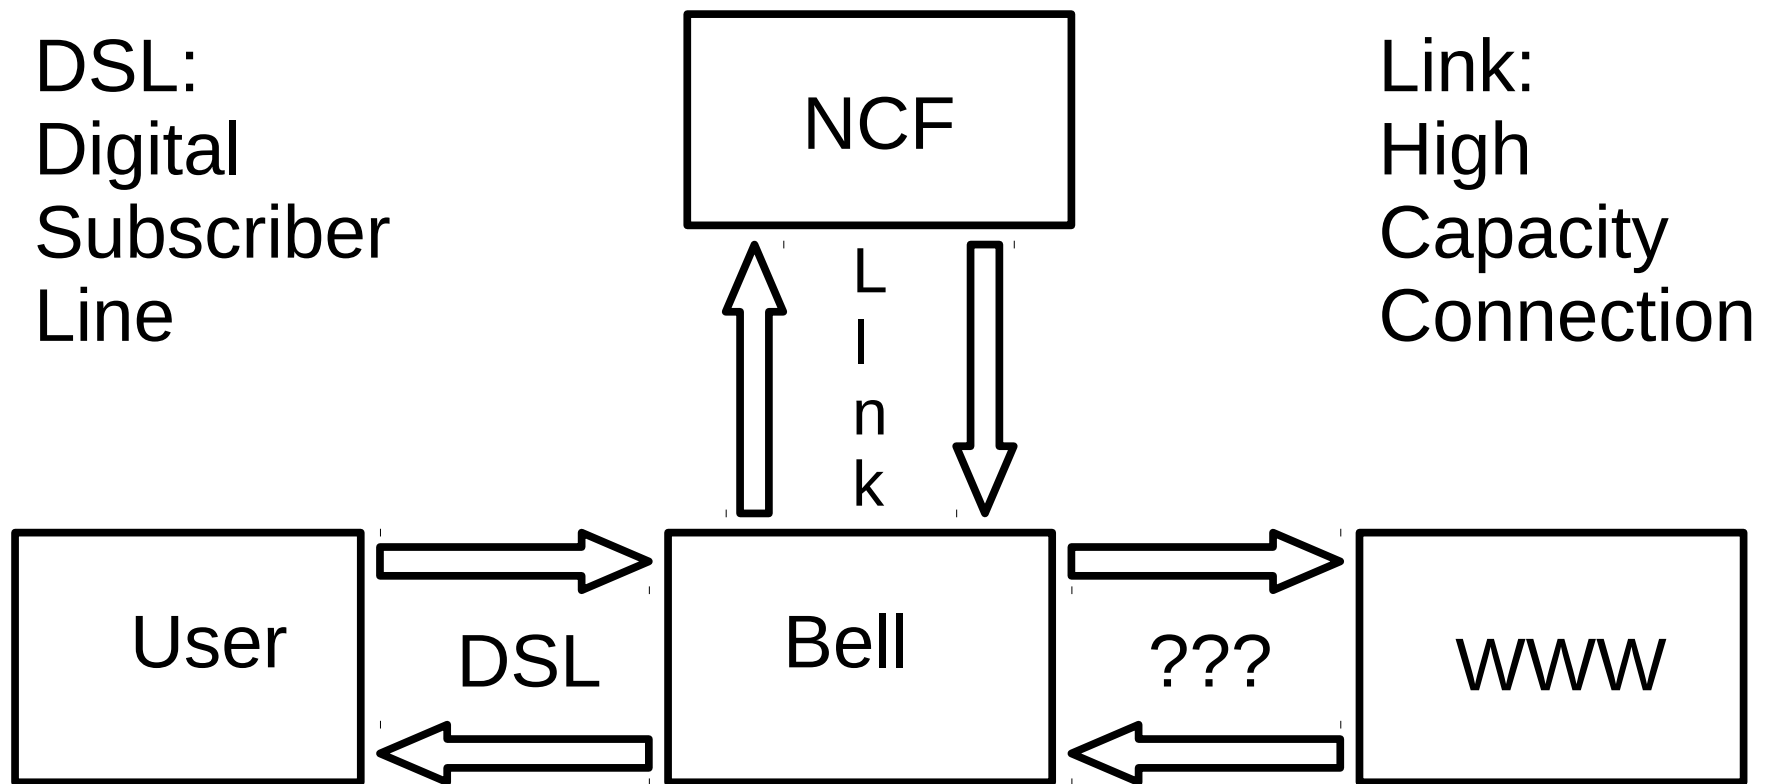 DSL:
Digital
Subscriber
Line
NCF
Link:
High
Capacity
Connection
L
I
n
k
User
DSL
Bell
???
WWW